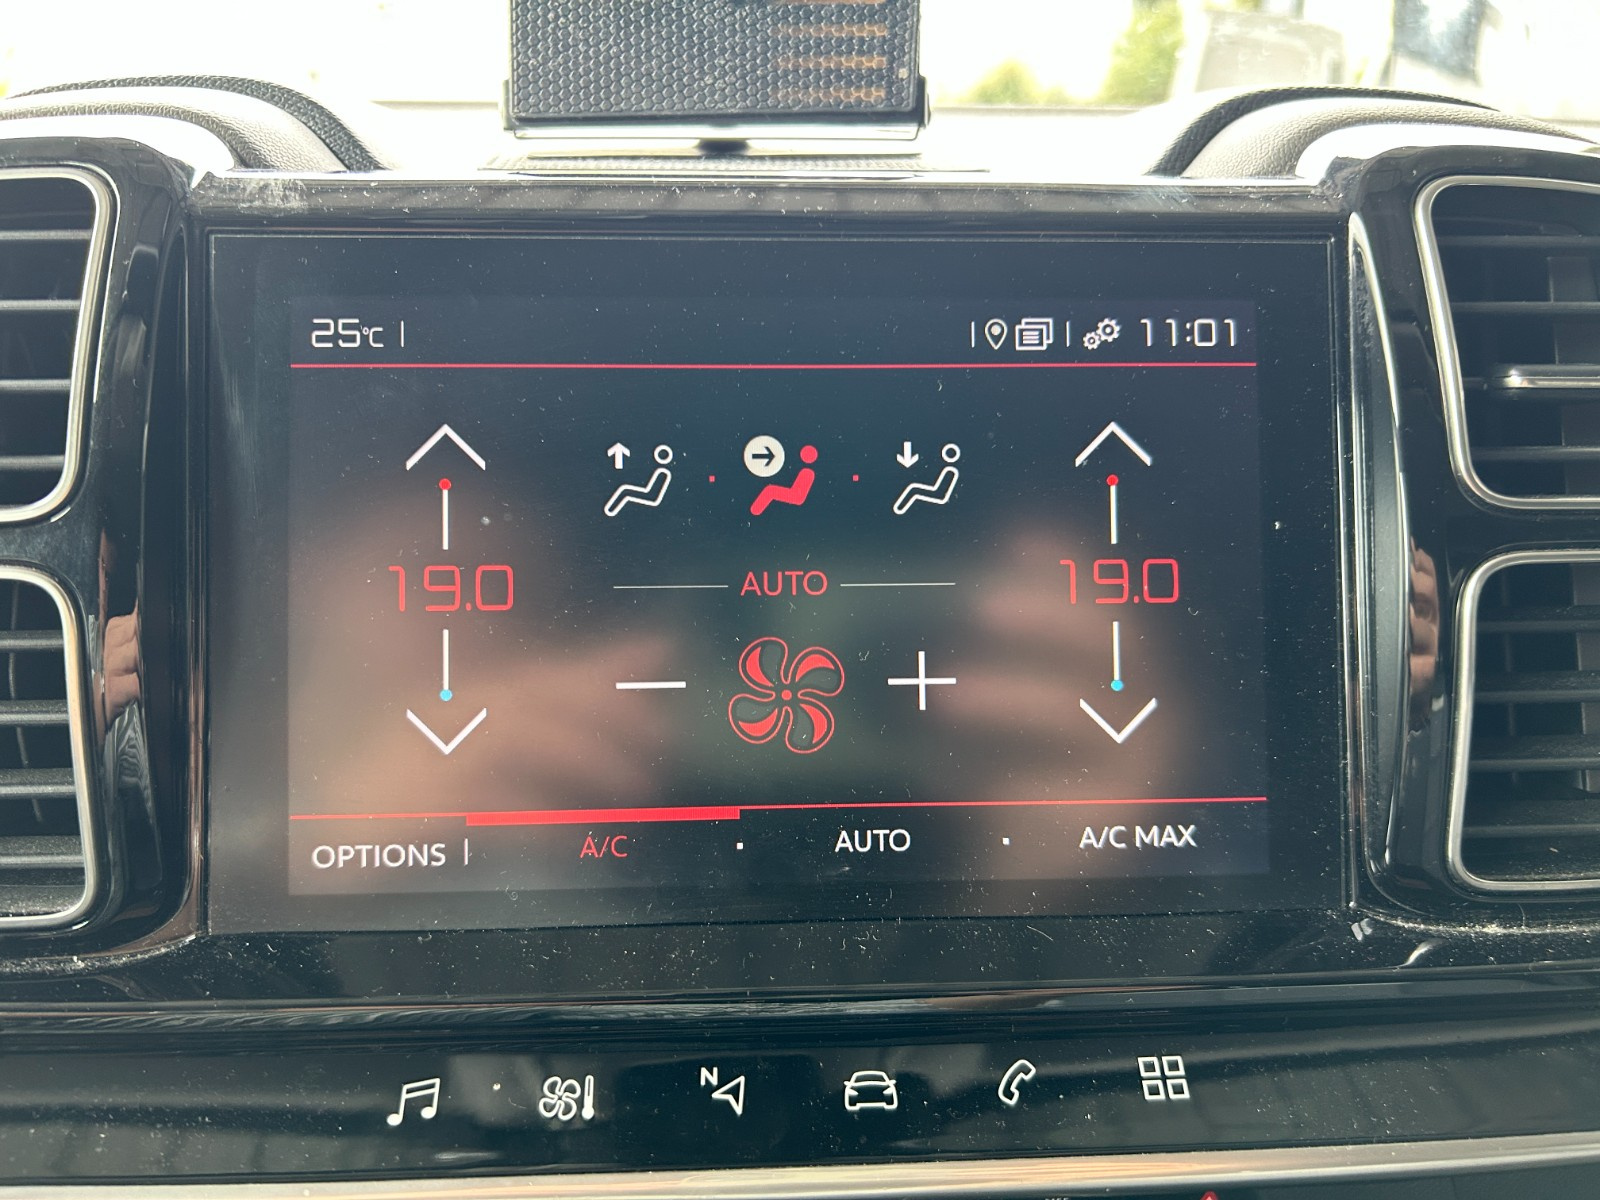 25°C 11:01
19.0 AUTO 19.0
OPTIONS A/C AUTO A/C MAX
N